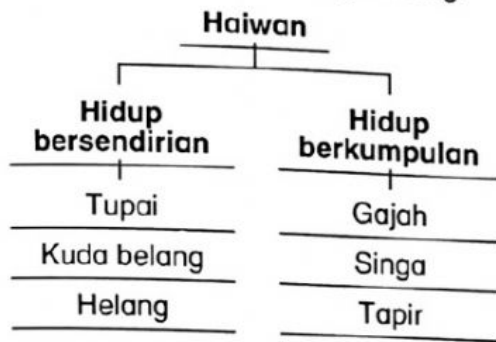 Haiwan
Hidup
bersendirian
Tupai
Kuda belang
Helang
Hidup
berkumpulan
Gajah
Singa
Tapir